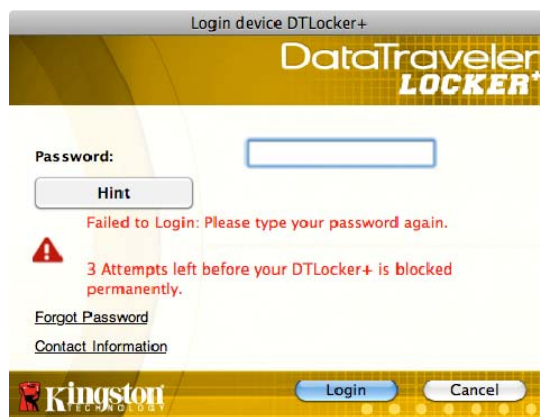 Login device DTLocker+
DataTraveler
LOCKER+
Password:
Hint
Failed to Login: Please type your password again.
3 Attempts left before your DTLocker+ is blocked
permanently.
Forgot Password
Contact Information
Kingston
TECHNOLOGY
Login
Cancel